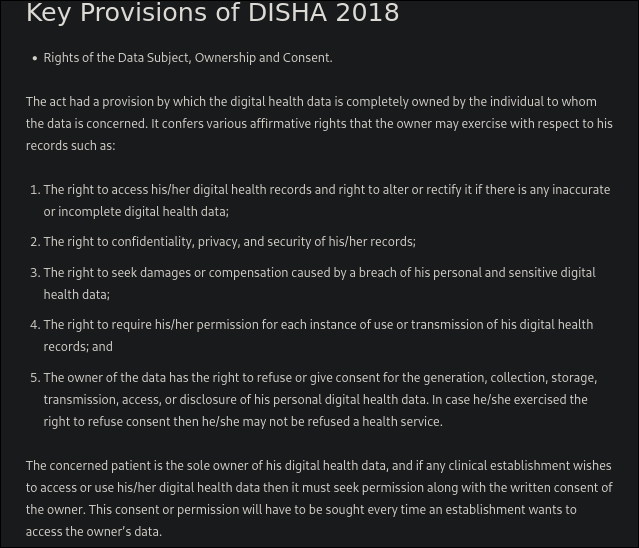 Key Provisions of DISHA 2018
• Rights of the Data Subject, Ownership and Consent.
The act had a provision by which the digital health data is completely owned by the individual to whom
the data is concerned. It confers various affirmative rights that the owner may exercise with respect to his
records such as:
1. The right to access his/her digital health records and right to alter or rectify it if there is any inaccurate
or incomplete digital health data;
2. The right to confidentiality, privacy, and security of his/her records;
3. The right to seek damages or compensation caused by a breach of his personal and sensitive digital
health data;
4. The right to require his/her permission for each instance of use or transmission of his digital health
records; and
5. The owner of the data has the right to refuse or give consent for the generation, collection, storage,
transmission, access, or disclosure of his personal digital health data. In case he/she exercised the
right to refuse consent then he/she may not be refused a health service.
The concerned patient is the sole owner of his digital health data, and if any clinical establishment wishes
to access or use his/her digital health data then it must seek permission along with the written consent of
the owner. This consent or permission will have to be sought every time an establishment wants to
access the owner's data.